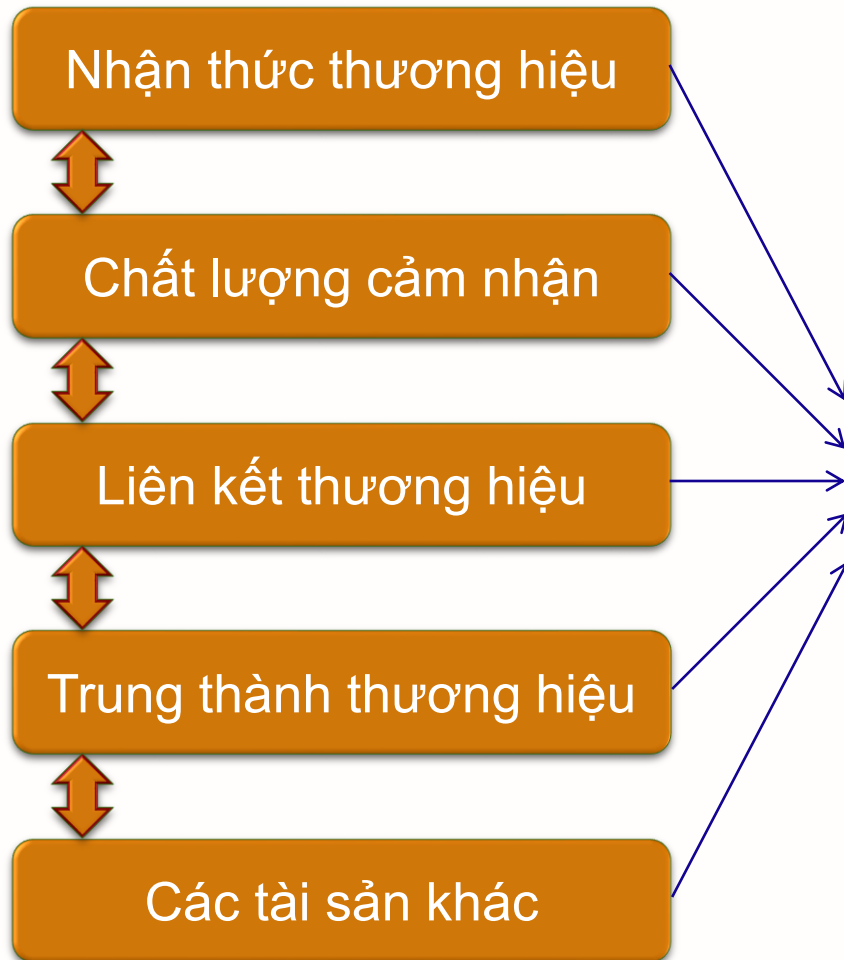 Nhận thức thương hiệu
Chất lượng cảm nhận
Liên kết thương hiệu
Trung thành thương hiệu
Các tài sản khác